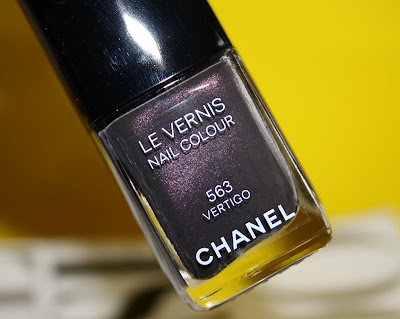 LE VERNIS
NAIL COLOUR
563
VERTIGO
CHANEL